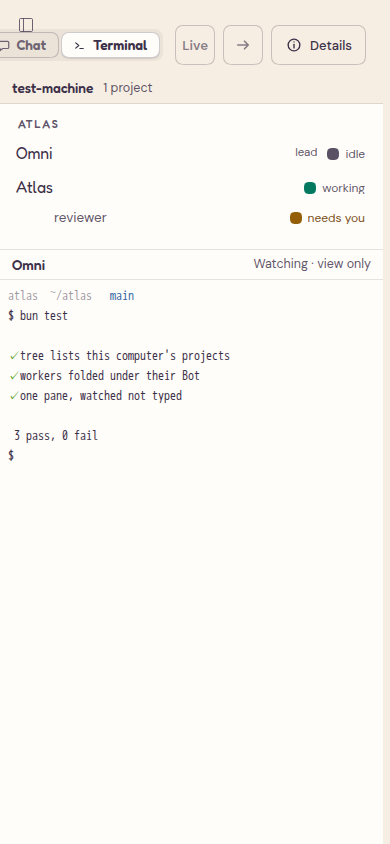 Chat Terminal Live → Details
test-machine 1 project
ATLAS
Omni lead idle
Atlas working
reviewer needs you
Omni Watching · view only
atlas ~/atlas main
$ bun test
✓tree lists this computer's projects
✓workers folded under their Bot
✓one pane, watched not typed
3 pass, 0 fail
$